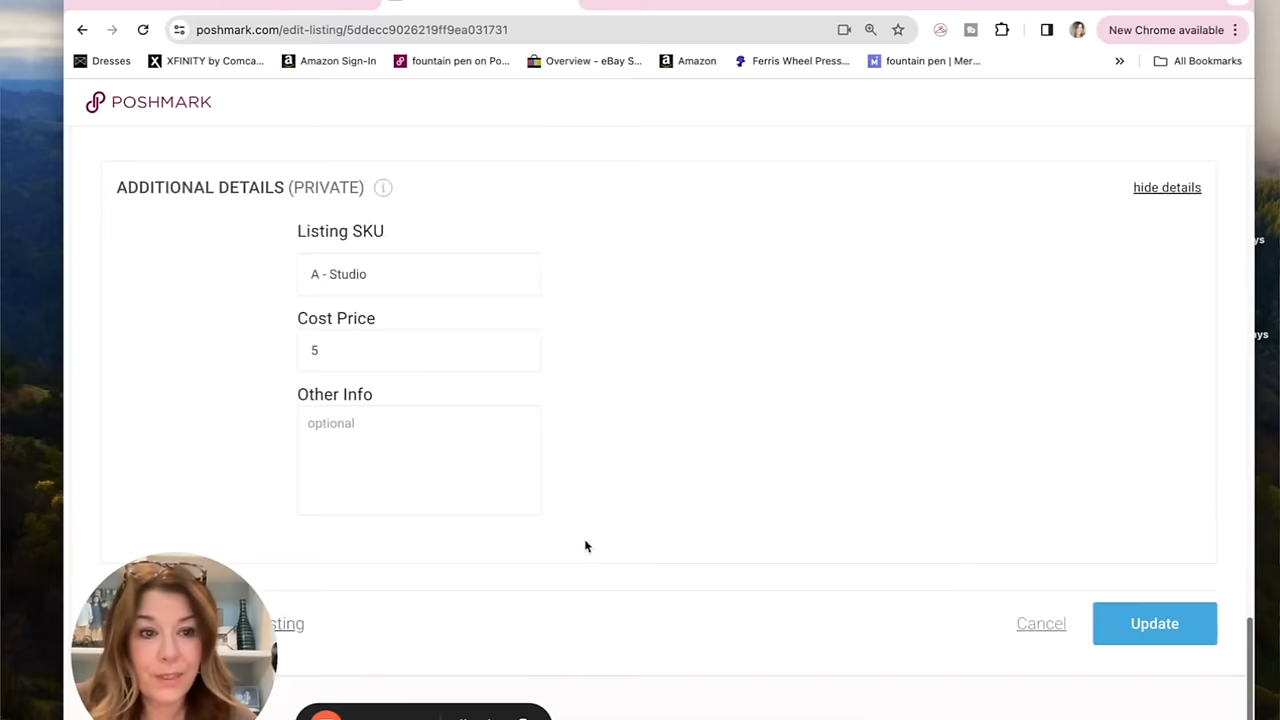 poshmark.com/edit-listing/5ddecc9026219ff9ea031731
New Chrome available
Dresses
XFINITY by Comca...
Amazon Sign-In
fountain pen on Po...
Overview - eBay S...
Amazon
Ferris Wheel Press...
fountain pen | Mer...
»
All Bookmarks
POSHMARK
ADDITIONAL DETAILS (PRIVATE)
hide details
Listing SKU
A - Studio
Cost Price
5
Other Info
optional
sting
Cancel
Update